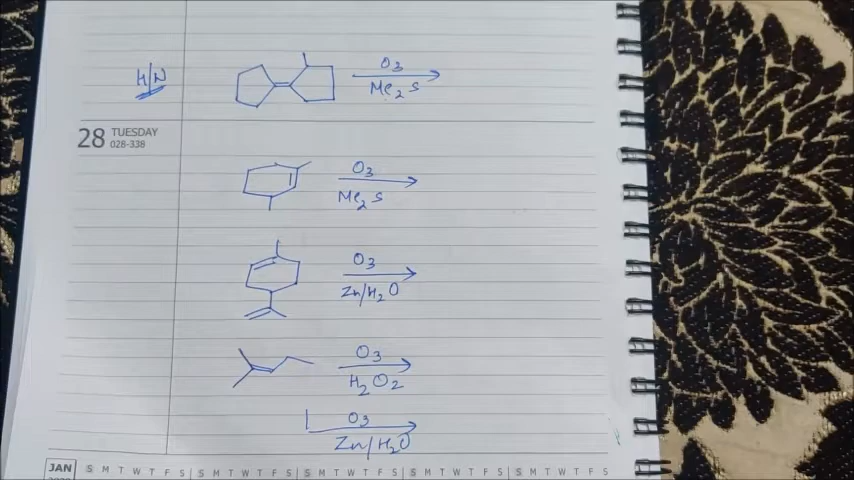 H/W
O3
Me2S
28 TUESDAY
028-338
O3
Me2S
O3
Zn/H2O
O3
H2O2
O3
Zn/H2O
JAN S M T W T F S S M T W T F S S M T W T F S S M T W T F S S M T W T F S